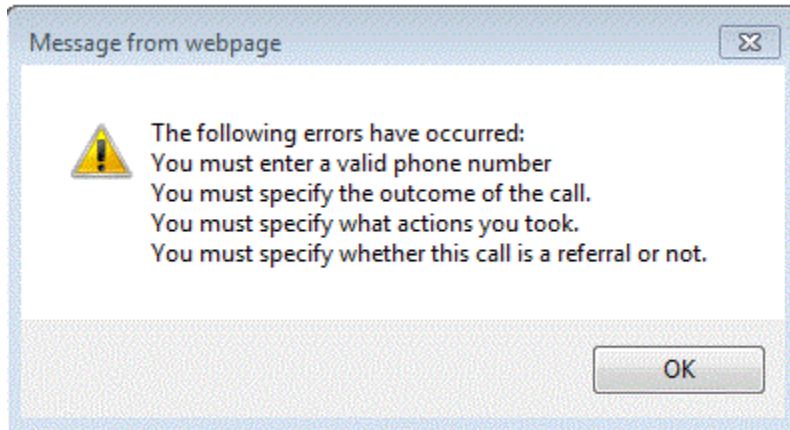 Message from webpage
The following errors have occurred:
You must enter a valid phone number
You must specify the outcome of the call.
You must specify what actions you took.
You must specify whether this call is a referral or not.
OK